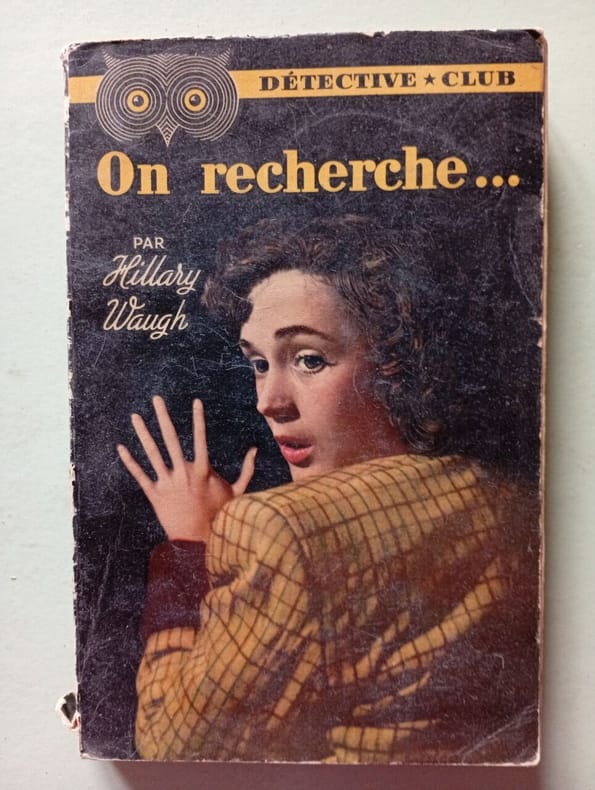 DÉTECTIVE ★ CLUB
On recherche...
PAR
Hillary
Waugh